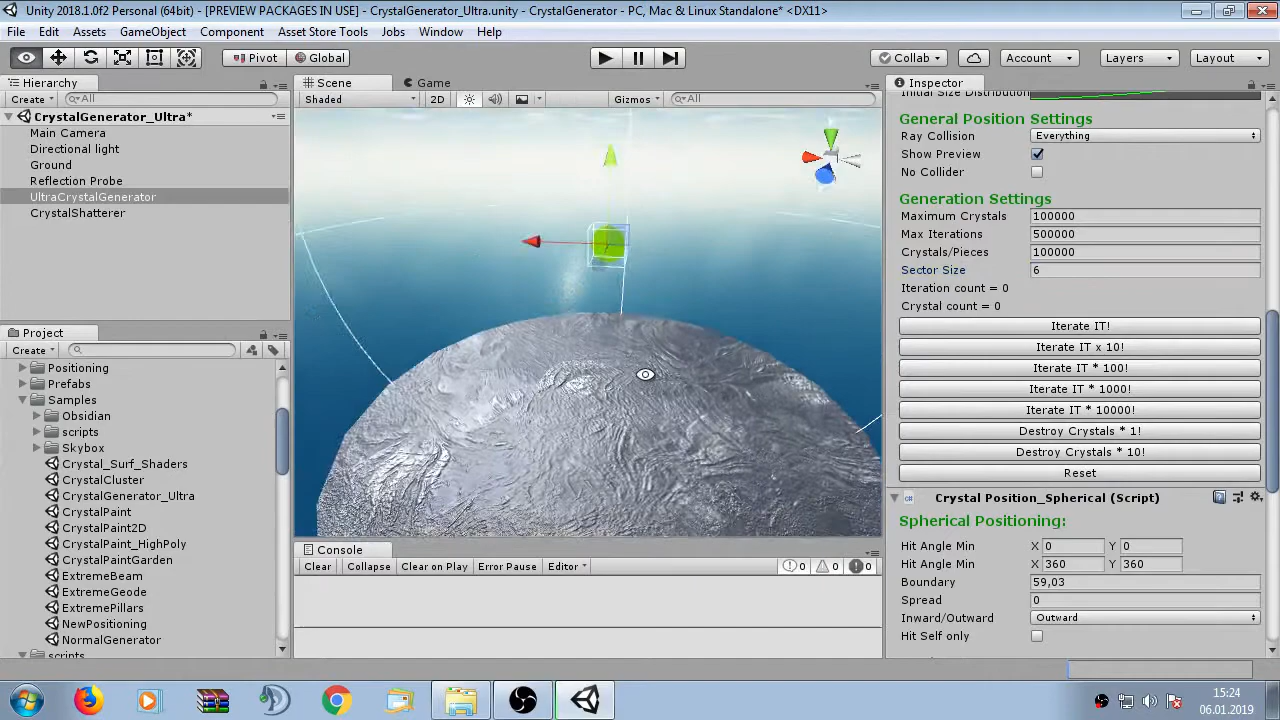 Unity 2018.1.0f2 Personal (64bit) - [PREVIEW PACKAGES IN USE] - CrystalGenerator_Ultra.unity - CrystalGenerator - PC, Mac & Linux Standalone* <DX11>
File Edit Assets GameObject Component Asset Store Tools Jobs Window Help
Pivot Global Collab Account Layers Layout
Hierarchy
Create All
CrystalGenerator_Ultra*
Main Camera
Directional light
Ground
Reflection Probe
UltraCrystalGenerator
CrystalShatterer
Project
Create
Positioning
Prefabs
Samples
Obsidian
scripts
Skybox
Crystal_Surf_Shaders
CrystalCluster
CrystalGenerator_Ultra
CrystalPaint
CrystalPaint2D
CrystalPaint_HighPoly
CrystalPaintGarden
ExtremeBeam
ExtremeGeode
ExtremePillars
NewPositioning
NormalGenerator
scripts
Scene Game
Shaded 2D Gizmos All
Console
Clear Collapse Clear on Play Error Pause Editor 0 0 0
Inspector
Initial Size Distribution
General Position Settings
Ray Collision Everything
Show Preview
No Collider
Generation Settings
Maximum Crystals 100000
Max Iterations 500000
Crystals/Pieces 100000
Sector Size 6
Iteration count = 0
Crystal count = 0
Iterate IT!
Iterate IT x 10!
Iterate IT * 100!
Iterate IT * 1000!
Iterate IT * 10000!
Destroy Crystals * 1!
Destroy Crystals * 10!
Reset
Crystal Position_Spherical (Script)
Spherical Positioning:
Hit Angle Min X 0 Y 0
Hit Angle Min X 360 Y 360
Boundary 59,03
Spread 0
Inward/Outward Outward
Hit Self only
15:24
06.01.2019